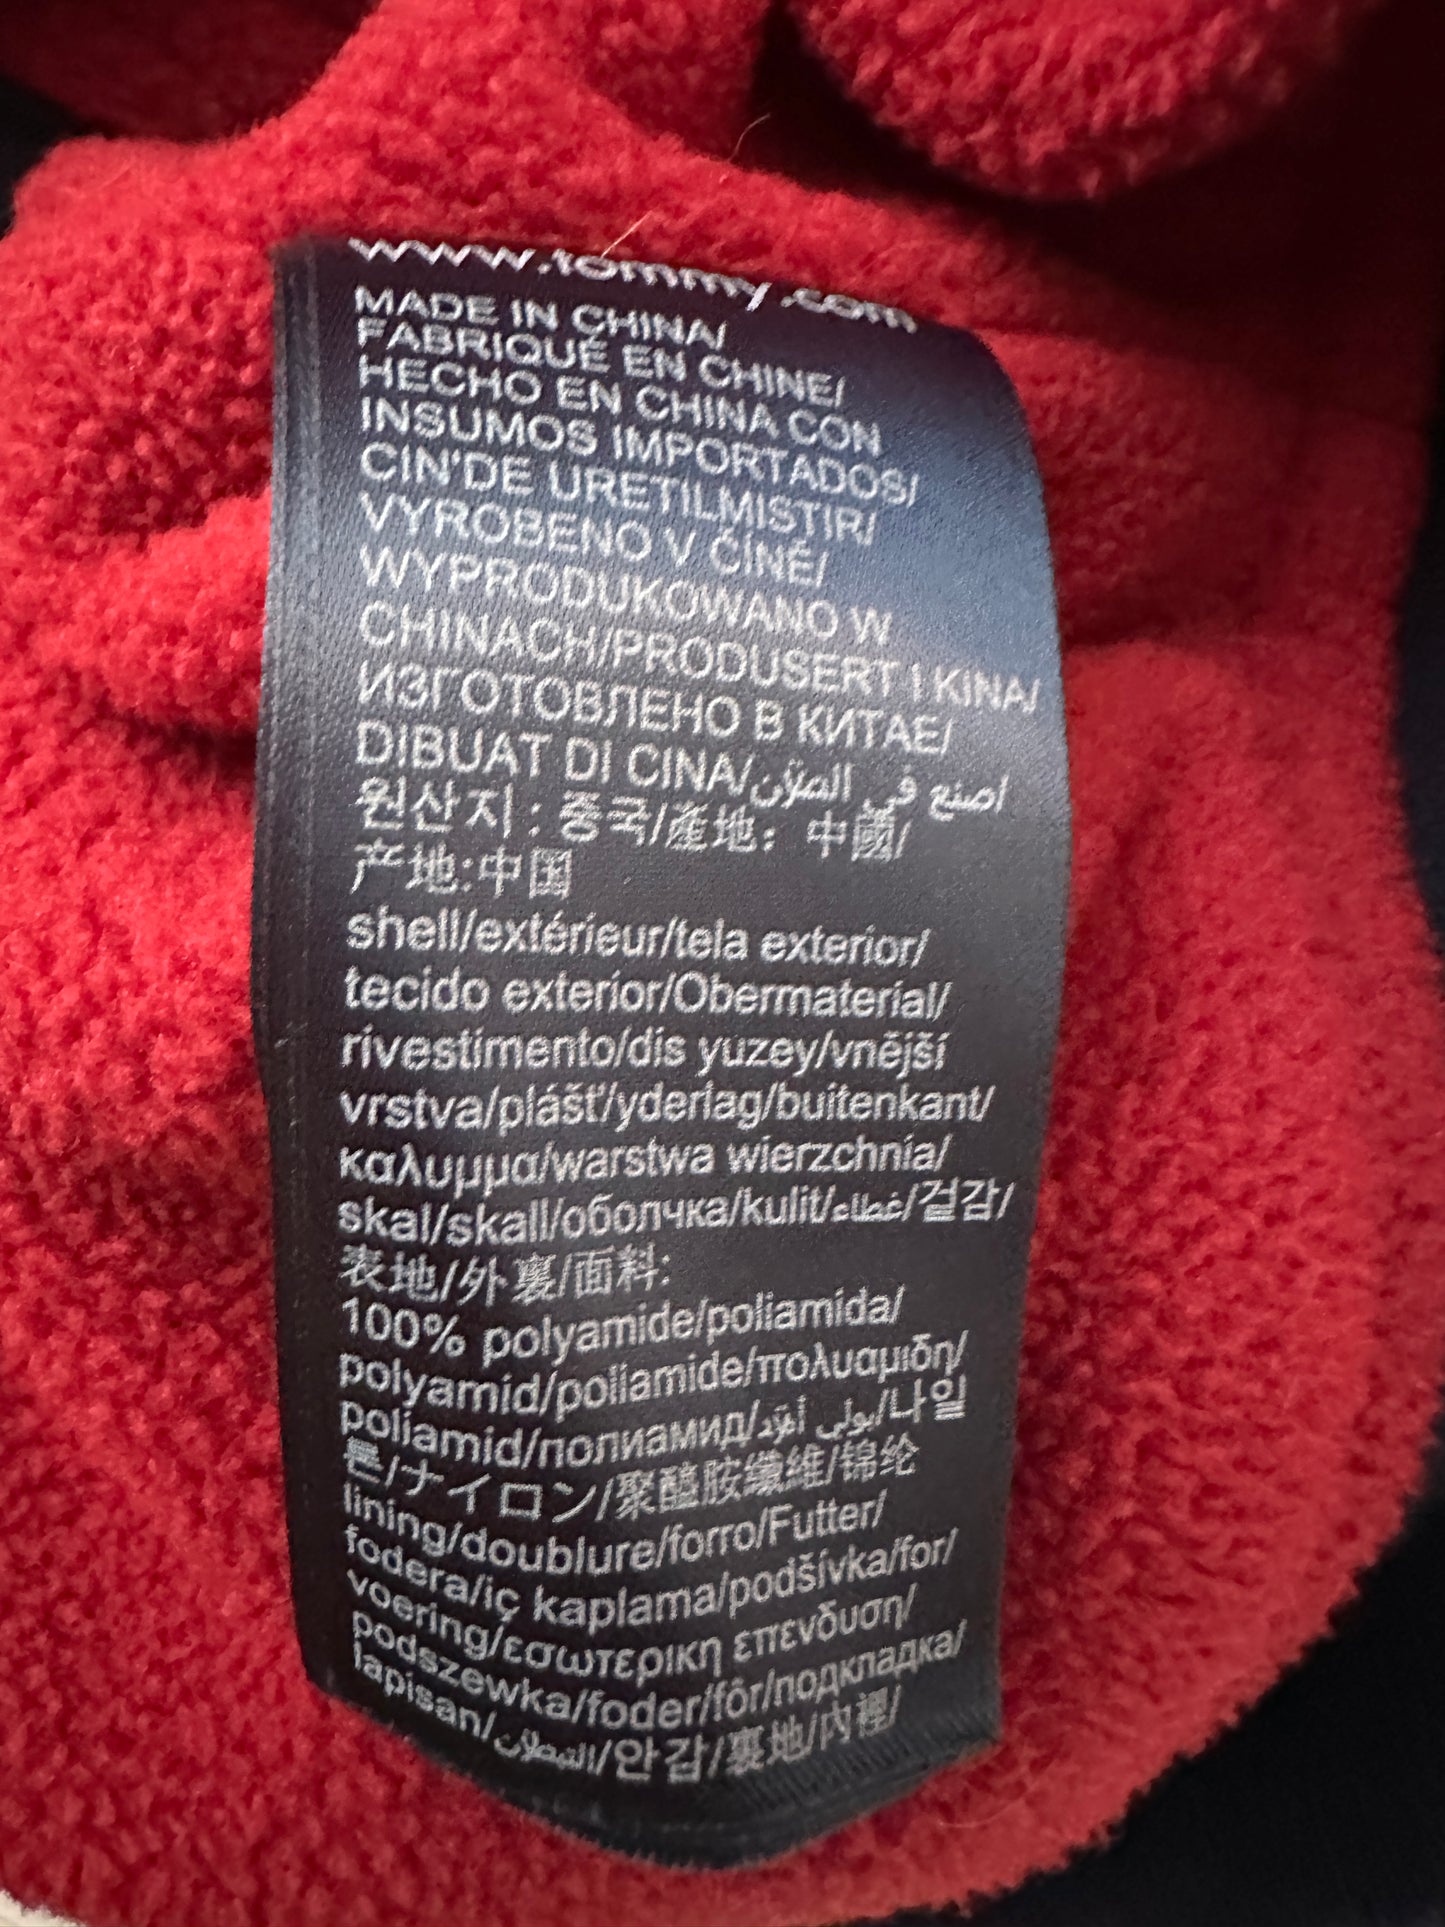 www.tommy.com
MADE IN CHINA/
FABRIQUÉ EN CHINE/
HECHO EN CHINA CON
INSUMOS IMPORTADOS/
CIN'DE URETILMISTIR/
VYROBENO V ČÍNĚ/
WYPRODUKOWANO W
CHINACH/PRODUSERT I KINA/
ИЗГОТОВЛЕНО В КИТАЕ/
DIBUAT DI CINA/صنع في الصين/
원산지 : 중국/產地: 中國/
产地:中国
shell/extérieur/tela exterior/
tecido exterior/Obermaterial/
rivestimento/dis yuzey/vnější
vrstva/plášť/yderlag/buitenkant/
καλυμμα/warstwa wierzchnia/
skal/skall/оболчка/kulit/غطاء/겉감/
表地/外裏/面料:
100% polyamide/poliamida/
polyamid/poliamide/πολυαμιδη/
poliamid/полиамид/بولي أميد/나일
론/ナイロン/聚醯胺纖維/锦纶
lining/doublure/forro/Futter/
fodera/iç kaplama/podšívka/for/
voering/εσωτερικη επενδυση/
podszewka/foder/fôr/подкладка/
lapisan/안감/裏地/內裡/